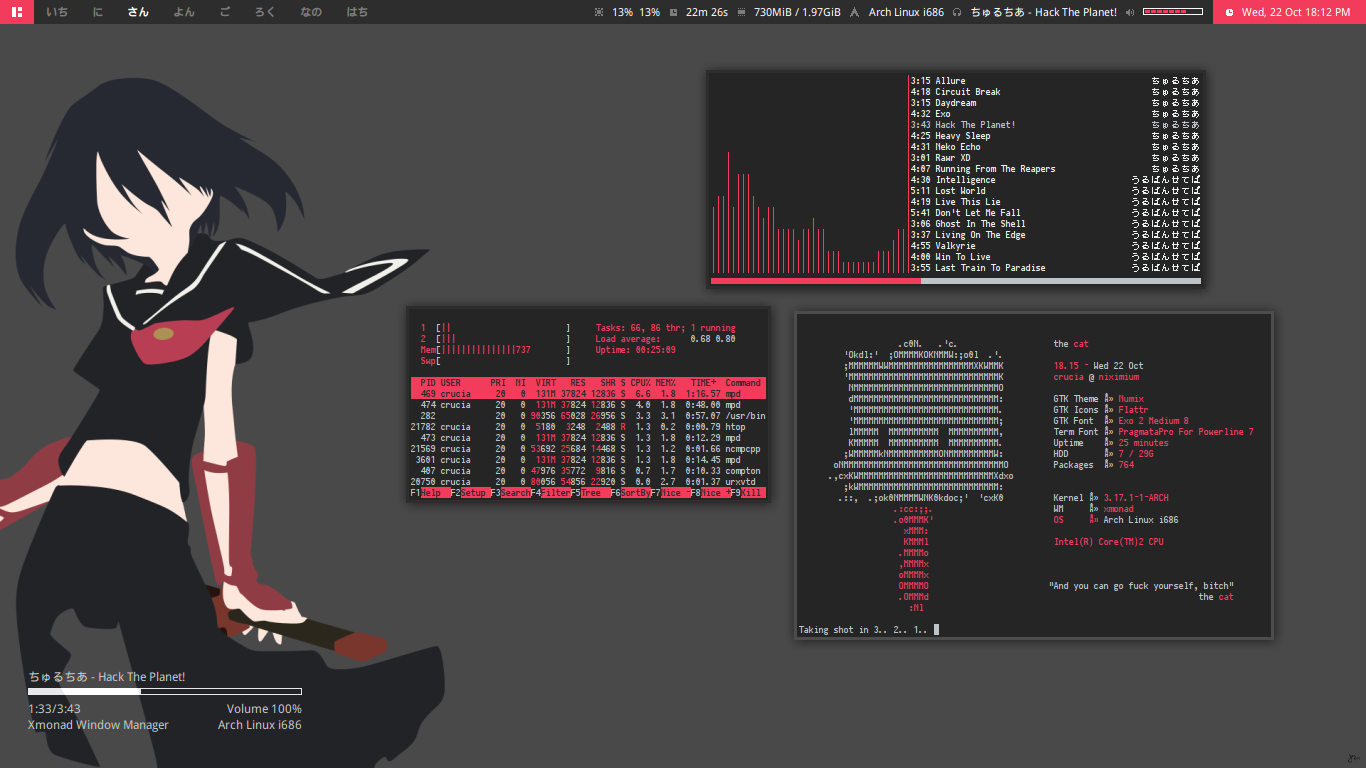 いち に さん よん ご ろく なの はち 13% 13% 22m 26s 730MiB / 1.97GiB Arch Linux i686 ちゅるちあ - Hack The Planet! Wed, 22 Oct 18:12 PM
3:15 Allure ちゅるちあ
4:18 Circuit Break ちゅるちあ
3:15 Daydream ちゅるちあ
4:32 Exo ちゅるちあ
3:43 Hack The Planet! ちゅるちあ
4:25 Heavy Sleep ちゅるちあ
4:31 Neko Echo ちゅるちあ
3:01 Rawr XD ちゅるちあ
4:07 Running From The Reapers ちゅるちあ
4:30 Intelligence うるばんせてば
5:11 Lost World うるばんせてば
4:19 Live This Lie うるばんせてば
5:41 Don't Let Me Fall うるばんせてば
3:06 Ghost In The Shell うるばんせてば
3:37 Living On The Edge うるばんせてば
4:55 Valkyrie うるばんせてば
4:00 Win To Live うるばんせてば
3:55 Last Train To Paradise うるばんせてば
1 [|| ] Tasks: 66, 86 thr; 1 running
2 [||| ] Load average: 0.68 0.80
Mem[|||||||||||||||737 ] Uptime: 00:25:09
Swp[ ]
PID USER PRI NI VIRT RES SHR S CPU% MEM% TIME+ Command
469 crucia 20 0 131M 37824 12836 S 6.6 1.8 1:16.57 mpd
474 crucia 20 0 131M 37824 12836 S 4.0 1.8 0:48.00 mpd
282 20 0 90356 65028 26956 S 3.3 3.1 0:57.07 /usr/bin
21782 crucia 20 0 5180 3248 2488 R 1.3 0.2 0:00.79 htop
473 crucia 20 0 131M 37824 12836 S 1.3 1.8 0:12.29 mpd
21569 crucia 20 0 53692 25684 14468 S 1.3 1.2 0:01.66 ncmpcpp
3601 crucia 20 0 131M 37824 12836 S 1.3 1.8 0:14.45 mpd
407 crucia 20 0 47976 35772 9816 S 0.7 1.7 0:10.33 compton
20750 crucia 20 0 80056 54856 22920 S 0.0 2.7 0:01.37 urxvtd
F1Help F2Setup F3SearchF4FilterF5Tree F6SortByF7Nice -F8Nice +F9Kill
the cat
18.15 - Wed 22 Oct
crucia @ niximium
GTK Theme Â» Numix
GTK Icons Â» Flattr
GTK Font Â» Exo 2 Medium 8
Term Font Â» PragmataPro For Powerline 7
Uptime Â» 25 minutes
HDD Â» 7 / 29G
Packages Â» 764
Kernel Â» 3.17.1-1-ARCH
WM Â» xmonad
OS Â» Arch Linux i686
Intel(R) Core(TM)2 CPU
"And you can go fuck yourself, bitch"
the cat
Taking shot in 3.. 2.. 1..
ちゅるちあ - Hack The Planet!
1:33/3:43 Volume 100%
Xmonad Window Manager Arch Linux i686